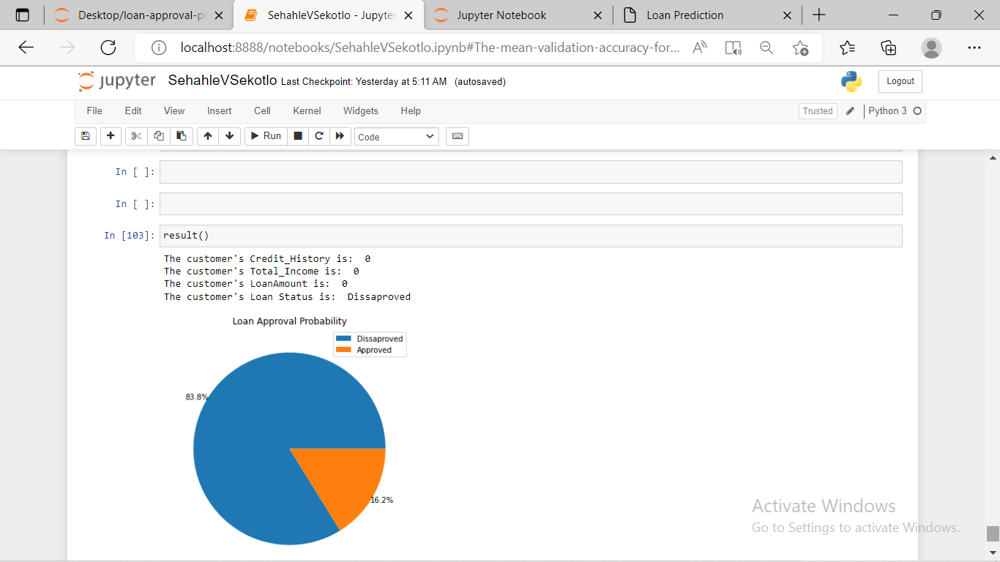 Desktop/loan-approval-p
SehahleVSekotlo - Jupyte
Jupyter Notebook
Loan Prediction
localhost:8888/notebooks/SehahleVSekotlo.ipynb#The-mean-validation-accuracy-for...
jupyter SehahleVSekotlo Last Checkpoint: Yesterday at 5:11 AM (autosaved)
Logout
File Edit View Insert Cell Kernel Widgets Help
Trusted
Python 3
Run
Code
In [ ]:
In [ ]:
In [103]: result()
The customer's Credit_History is:  0
The customer's Total_Income is:  0
The customer's LoanAmount is:  0
The customer's Loan Status is:  Dissaproved
Loan Approval Probability
Dissaproved
Approved
83.8%
16.2%
Activate Windows
Go to Settings to activate Windows.